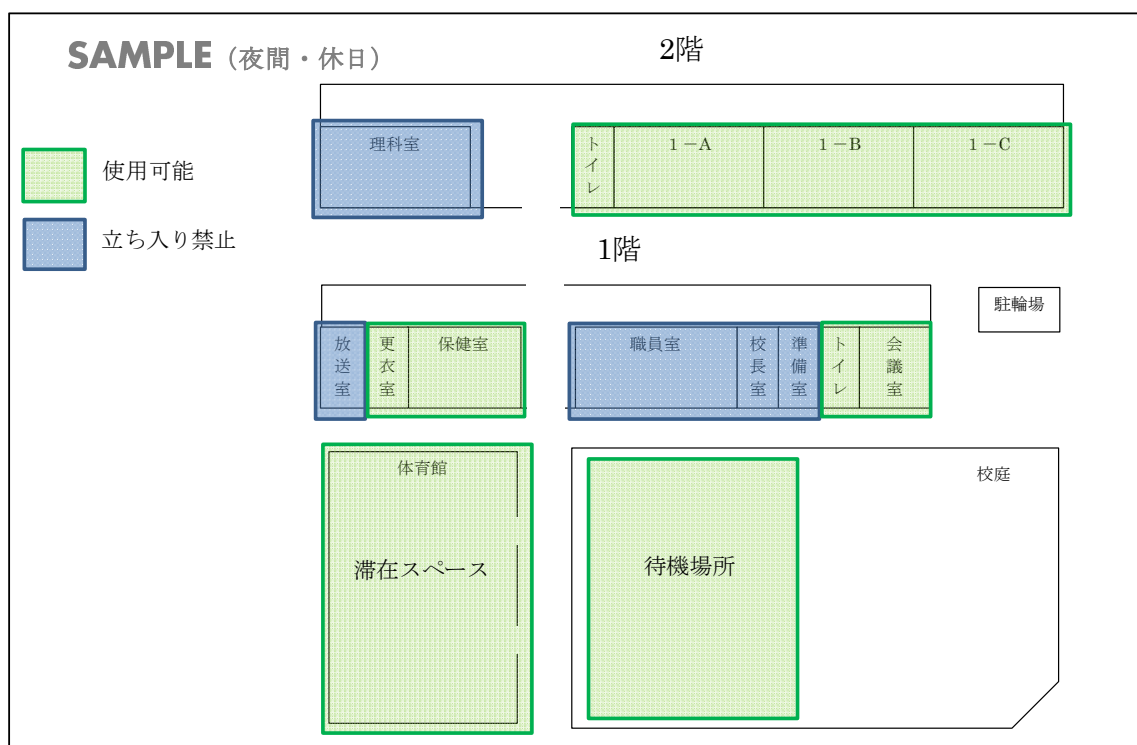 SAMPLE（夜間・休日）
2階
使用可能
立ち入り禁止
理科室
トイレ
１－A
１－B
１－C
1階
駐輪場
放送室
更衣室
保健室
職員室
校長室
準備室
トイレ
会議室
体育館
滞在スペース
待機場所
校庭